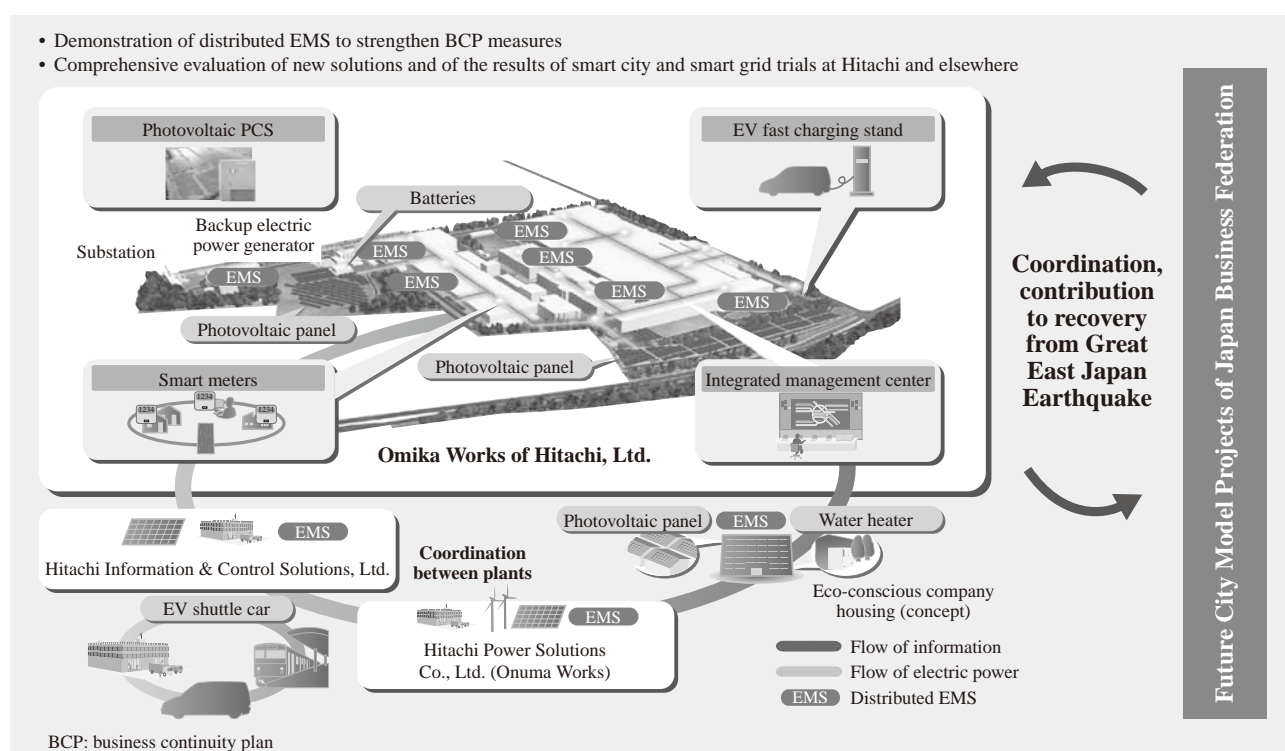 • Demonstration of distributed EMS to strengthen BCP measures
• Comprehensive evaluation of new solutions and of the results of smart city and smart grid trials at Hitachi and elsewhere
Photovoltaic PCS
EV fast charging stand
Batteries
Backup electric
power generator
Substation
EMS
EMS
EMS
EMS
EMS
EMS
EMS
Photovoltaic panel
Photovoltaic panel
Smart meters
1234
1234
1234
Integrated management center
Omika Works of Hitachi, Ltd.
Coordination,
contribution
to recovery
from Great
East Japan
Earthquake
Future City Model Projects of Japan Business Federation
EMS
Hitachi Information & Control Solutions, Ltd.
Coordination
between plants
Photovoltaic panel
EMS
Water heater
Eco-conscious company
housing (concept)
EV shuttle car
EMS
Hitachi Power Solutions
Co., Ltd. (Onuma Works)
Flow of information
Flow of electric power
EMS Distributed EMS
BCP: business continuity plan